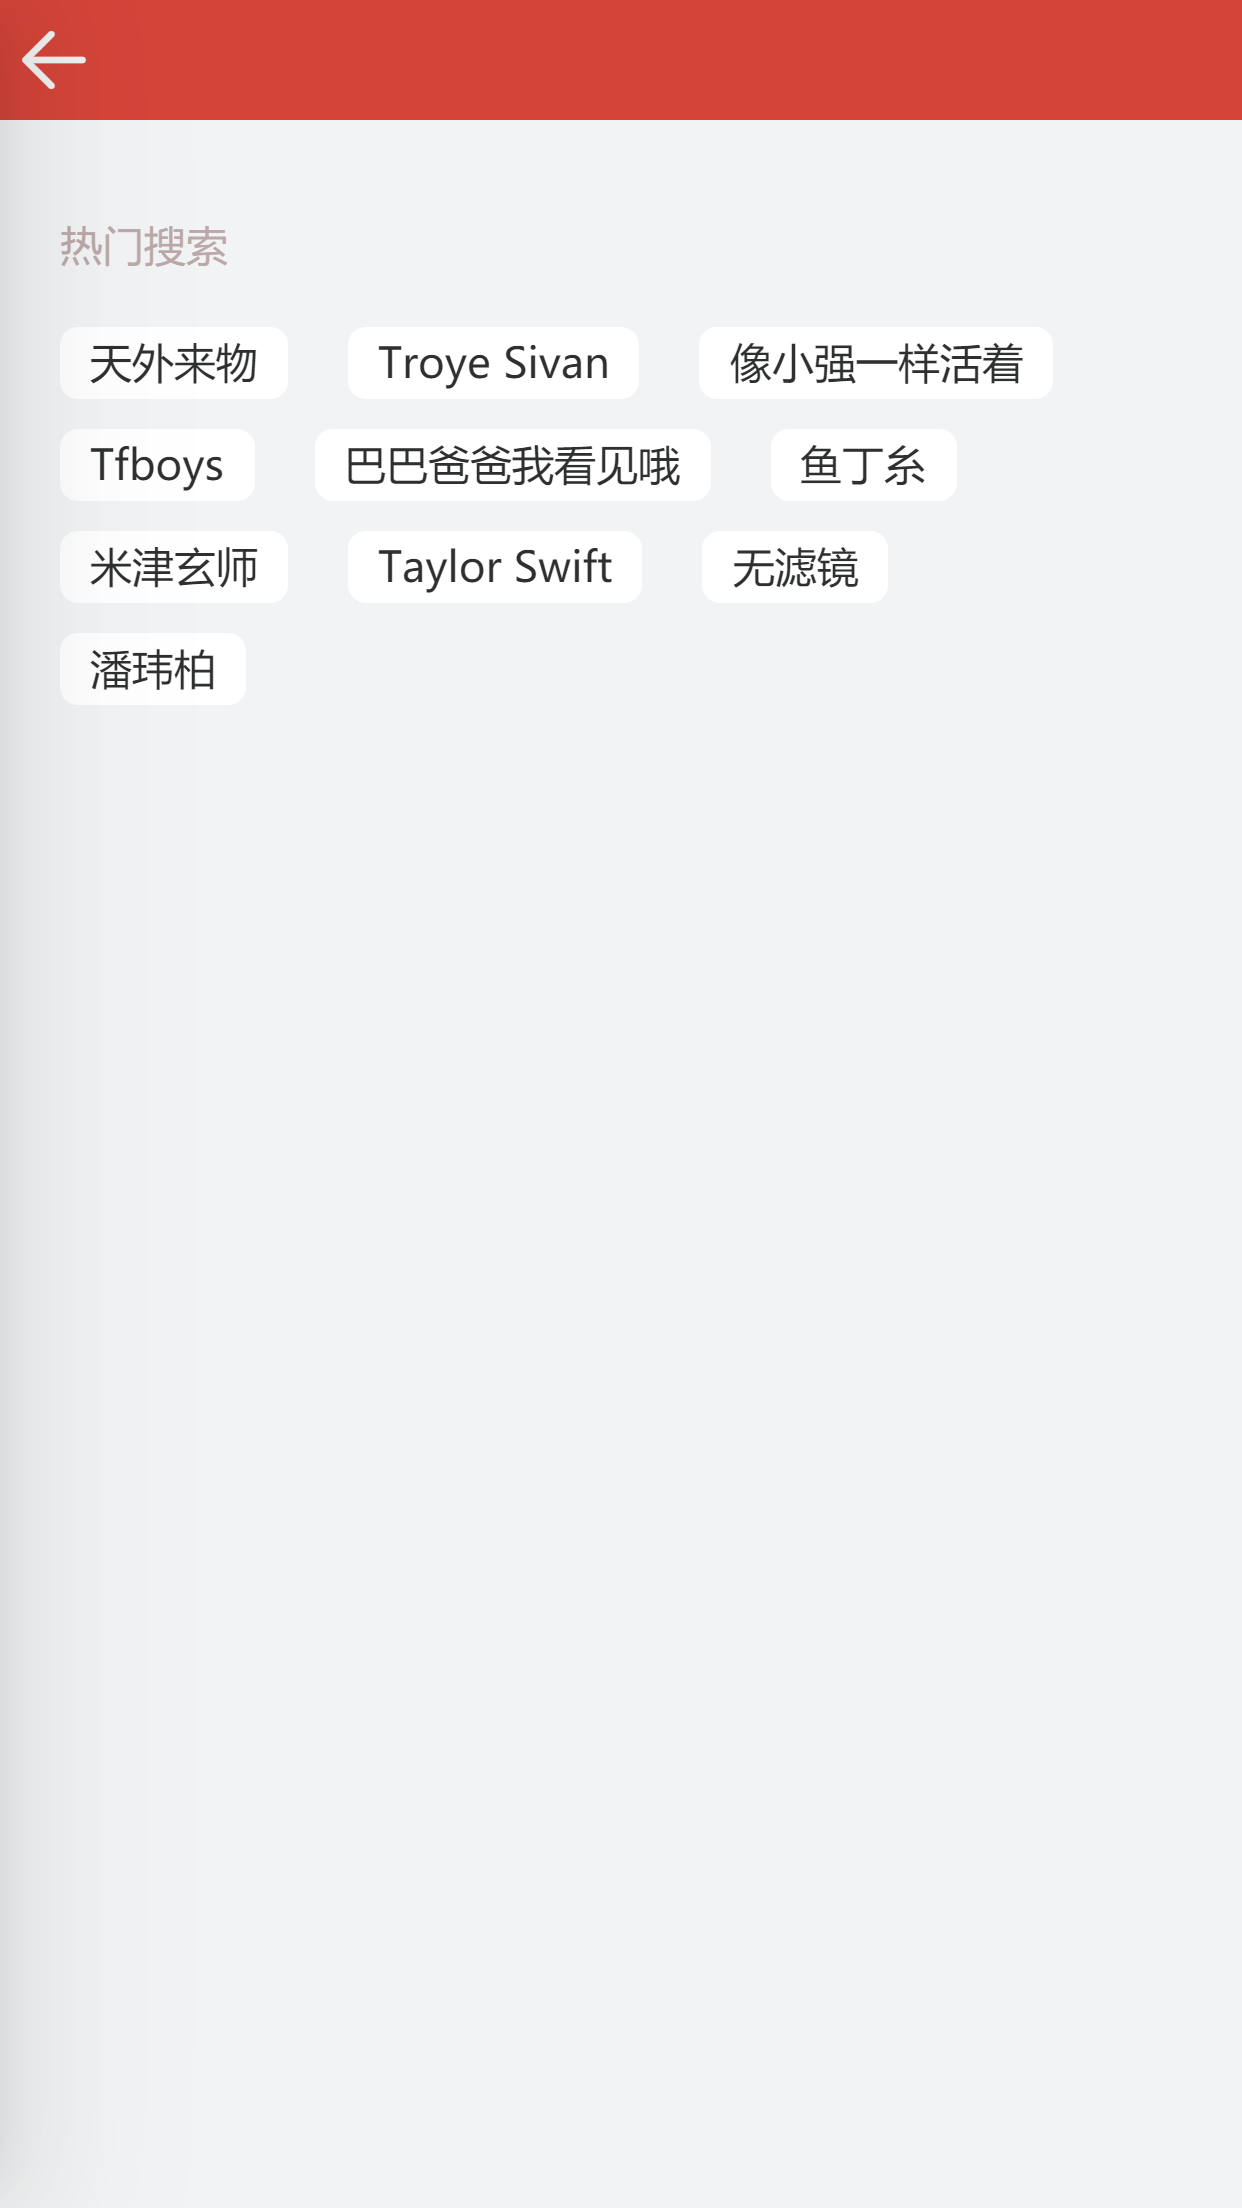 热门搜索
天外来物 Troye Sivan 像小强一样活着
Tfboys 巴巴爸爸我看见哦 鱼丁糸
米津玄师 Taylor Swift 无滤镜
潘玮柏